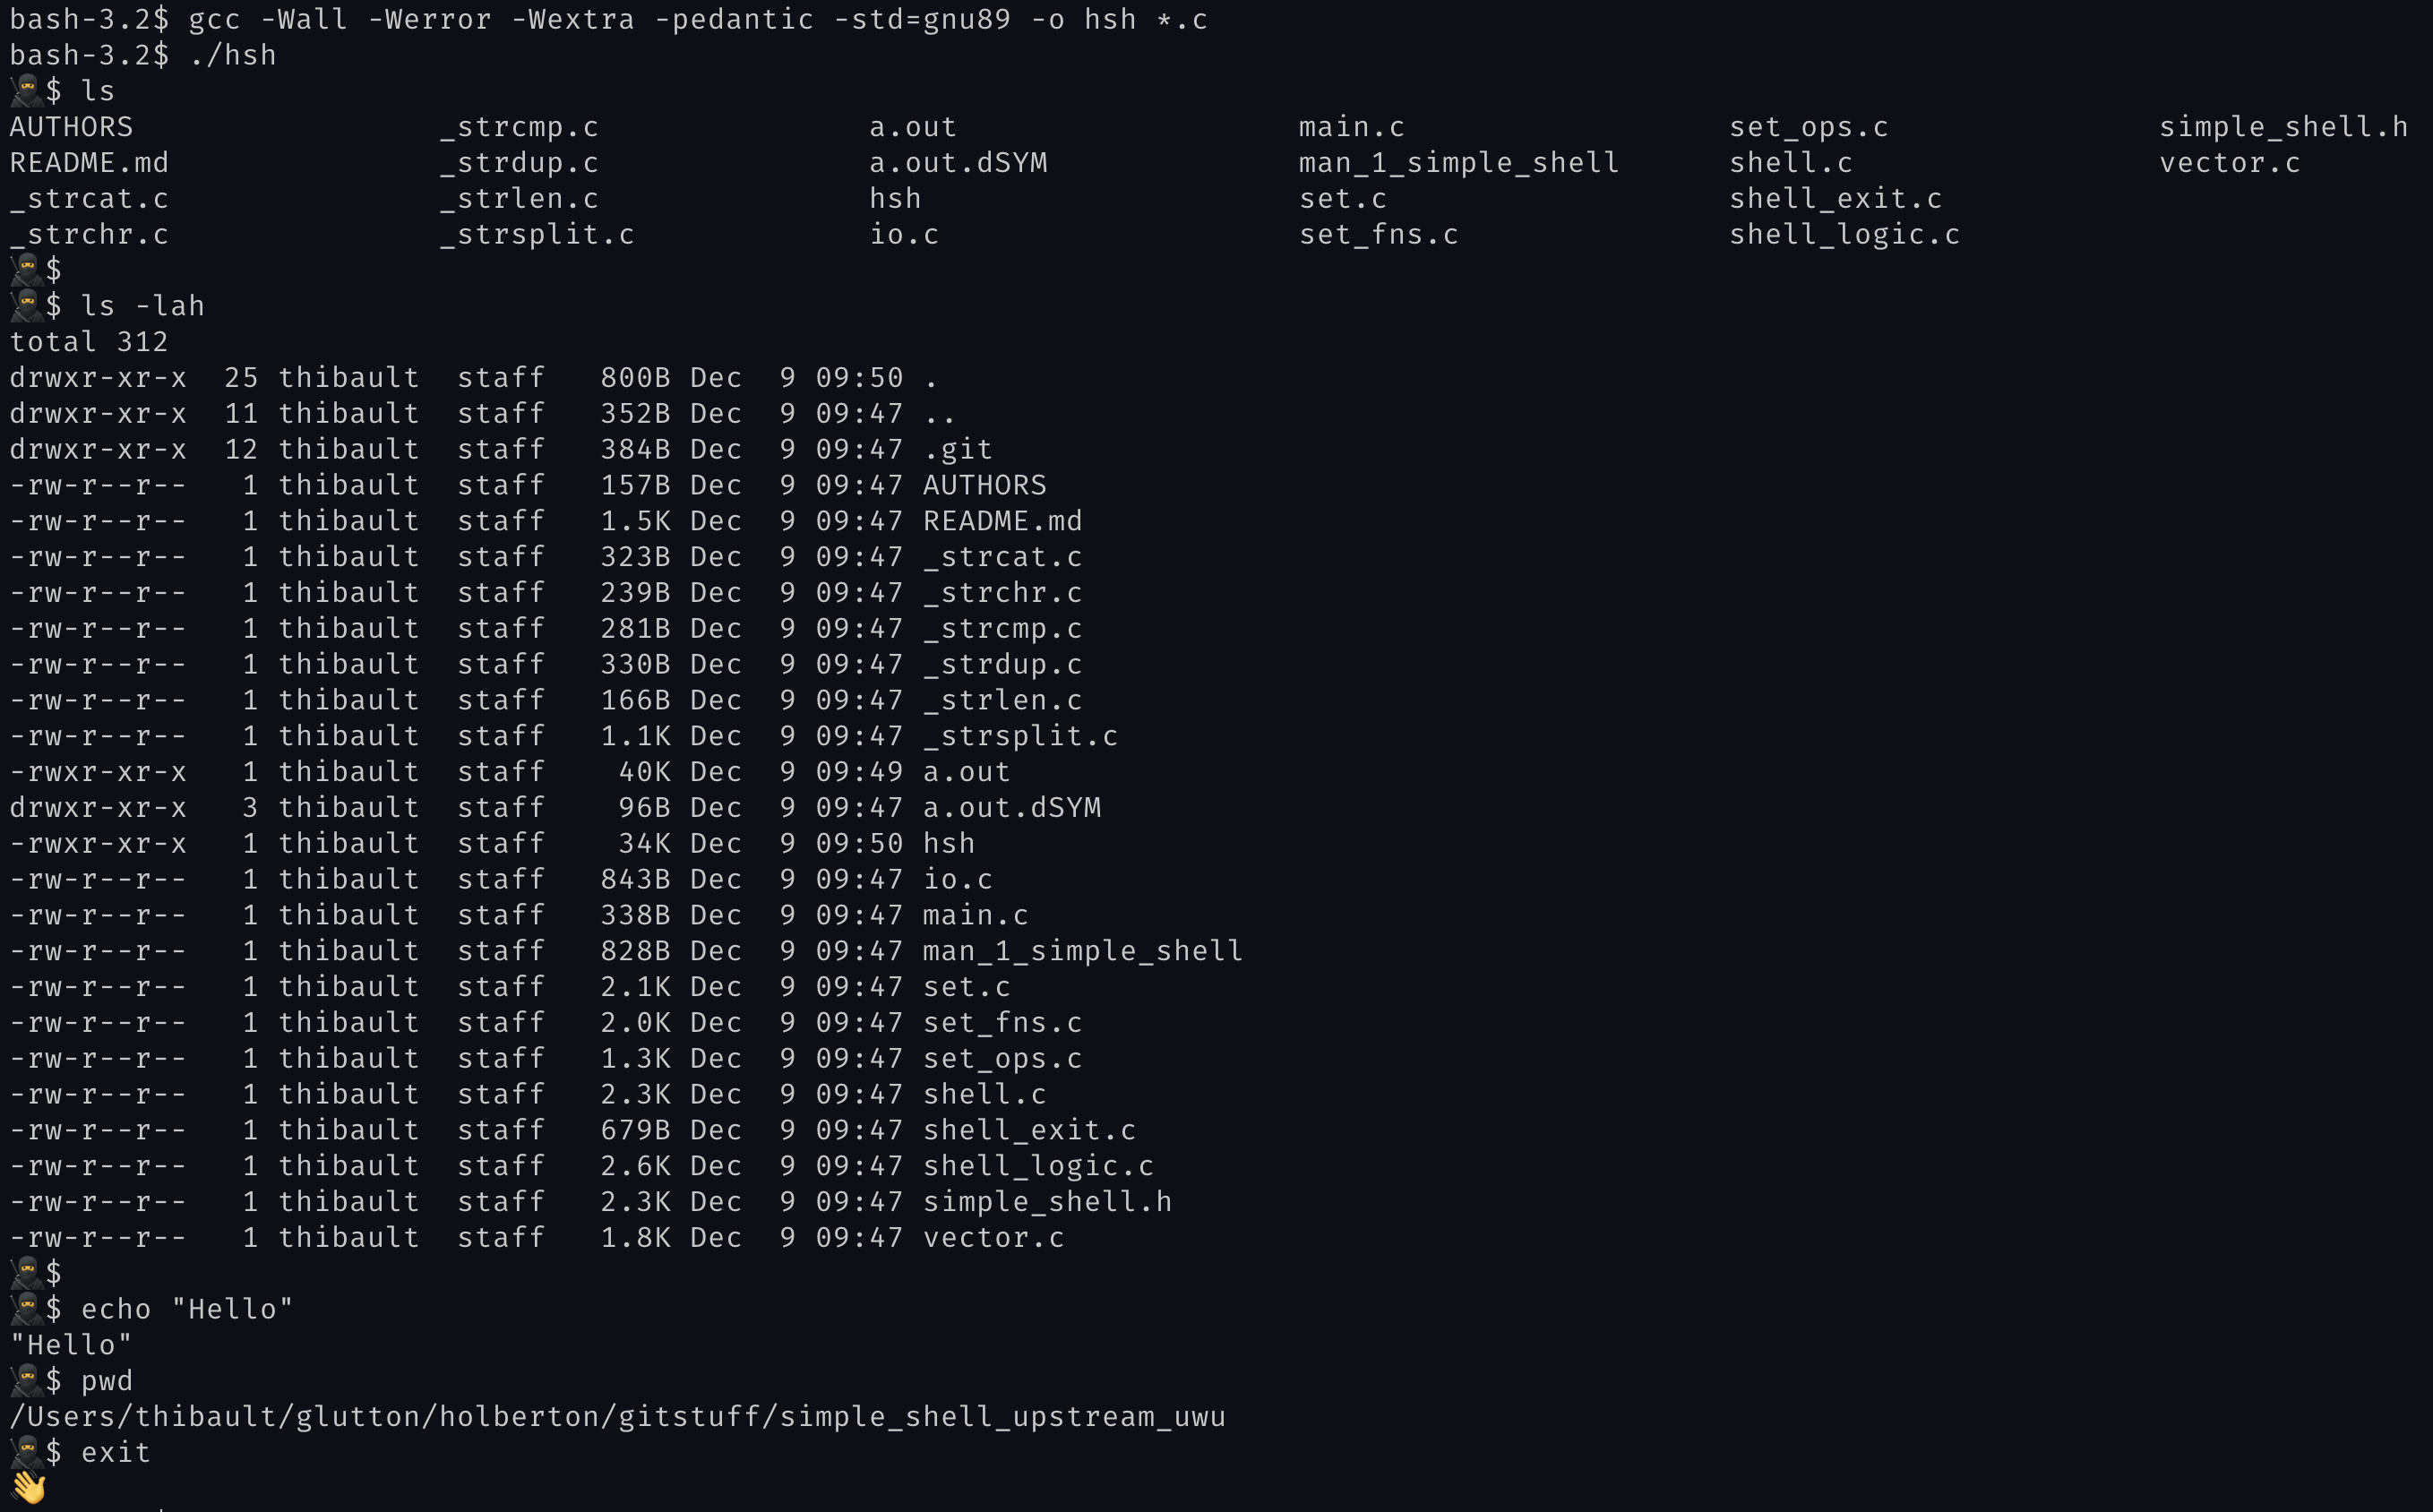 bash-3.2$ gcc -Wall -Werror -Wextra -pedantic -std=gnu89 -o hsh *.c
bash-3.2$ ./hsh
🥷$ ls
AUTHORS _strcmp.c a.out main.c set_ops.c simple_shell.h
README.md _strdup.c a.out.dSYM man_1_simple_shell shell.c vector.c
_strcat.c _strlen.c hsh set.c shell_exit.c
_strchr.c _strsplit.c io.c set_fns.c shell_logic.c
🥷$
🥷$ ls -lah
total 312
drwxr-xr-x  25 thibault  staff   800B Dec  9 09:50 .
drwxr-xr-x  11 thibault  staff   352B Dec  9 09:47 ..
drwxr-xr-x  12 thibault  staff   384B Dec  9 09:47 .git
-rw-r--r--   1 thibault  staff   157B Dec  9 09:47 AUTHORS
-rw-r--r--   1 thibault  staff   1.5K Dec  9 09:47 README.md
-rw-r--r--   1 thibault  staff   323B Dec  9 09:47 _strcat.c
-rw-r--r--   1 thibault  staff   239B Dec  9 09:47 _strchr.c
-rw-r--r--   1 thibault  staff   281B Dec  9 09:47 _strcmp.c
-rw-r--r--   1 thibault  staff   330B Dec  9 09:47 _strdup.c
-rw-r--r--   1 thibault  staff   166B Dec  9 09:47 _strlen.c
-rw-r--r--   1 thibault  staff   1.1K Dec  9 09:47 _strsplit.c
-rwxr-xr-x   1 thibault  staff    40K Dec  9 09:49 a.out
drwxr-xr-x   3 thibault  staff    96B Dec  9 09:47 a.out.dSYM
-rwxr-xr-x   1 thibault  staff    34K Dec  9 09:50 hsh
-rw-r--r--   1 thibault  staff   843B Dec  9 09:47 io.c
-rw-r--r--   1 thibault  staff   338B Dec  9 09:47 main.c
-rw-r--r--   1 thibault  staff   828B Dec  9 09:47 man_1_simple_shell
-rw-r--r--   1 thibault  staff   2.1K Dec  9 09:47 set.c
-rw-r--r--   1 thibault  staff   2.0K Dec  9 09:47 set_fns.c
-rw-r--r--   1 thibault  staff   1.3K Dec  9 09:47 set_ops.c
-rw-r--r--   1 thibault  staff   2.3K Dec  9 09:47 shell.c
-rw-r--r--   1 thibault  staff   679B Dec  9 09:47 shell_exit.c
-rw-r--r--   1 thibault  staff   2.6K Dec  9 09:47 shell_logic.c
-rw-r--r--   1 thibault  staff   2.3K Dec  9 09:47 simple_shell.h
-rw-r--r--   1 thibault  staff   1.8K Dec  9 09:47 vector.c
🥷$
🥷$ echo "Hello"
"Hello"
🥷$ pwd
/Users/thibault/glutton/holberton/gitstuff/simple_shell_upstream_uwu
🥷$ exit
👋